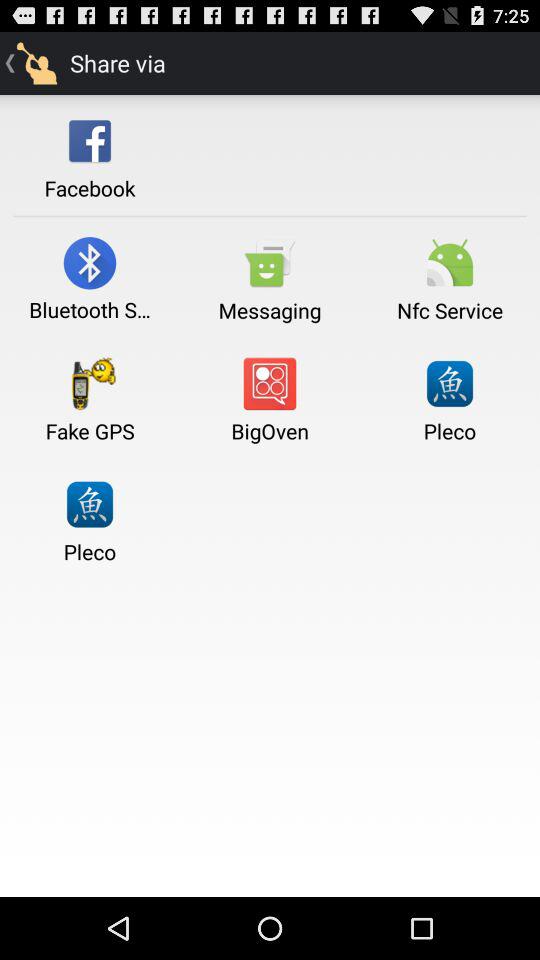 7:25
Share via
Facebook
Bluetooth S...
Messaging
Nfc Service
Fake GPS
BigOven
魚
Pleco
魚
Pleco